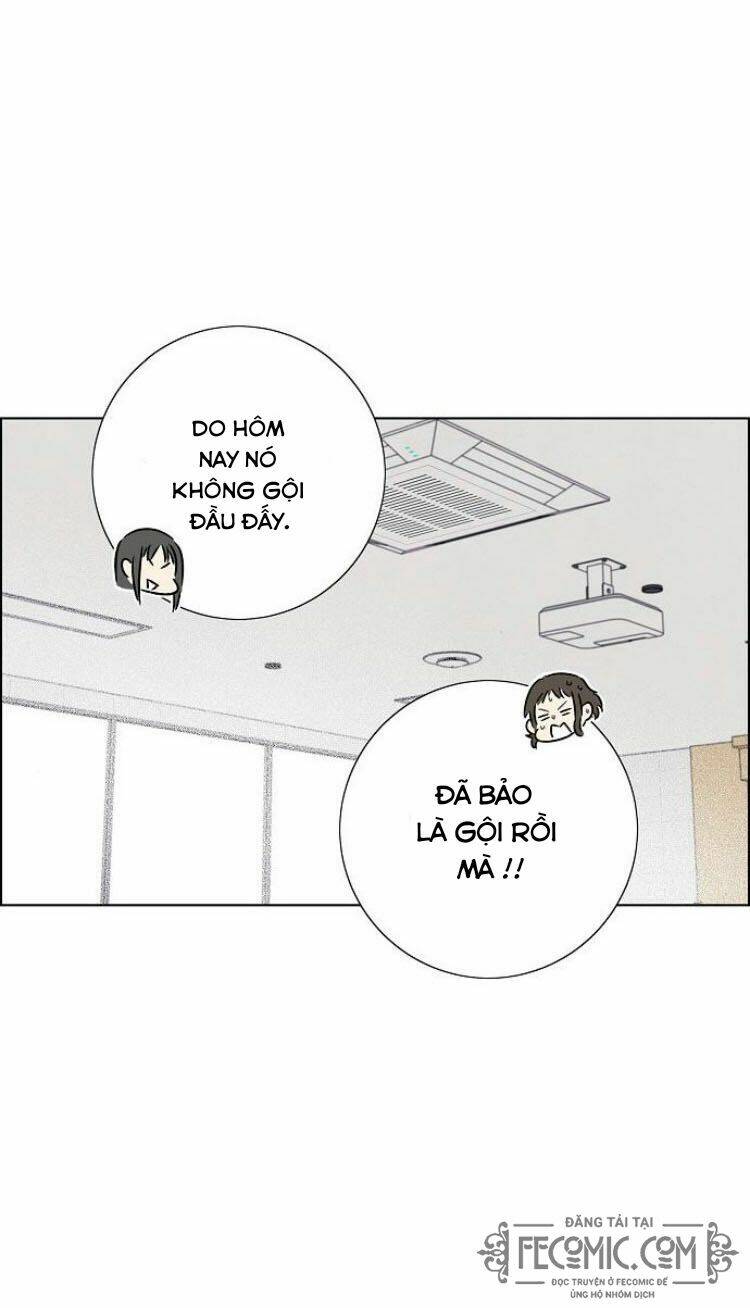 DO HÔM
NAY NÓ
KHÔNG GỘI
ĐẦU ĐẤY.
ĐÃ BẢO
LÀ GỘI RỒI
MÀ !!
ĐĂNG TẢI TẠI
FECOMIC.COM
ĐỌC TRUYỆN Ở FECOMIC ĐỂ
ỦNG HỘ NHÓM DỊCH